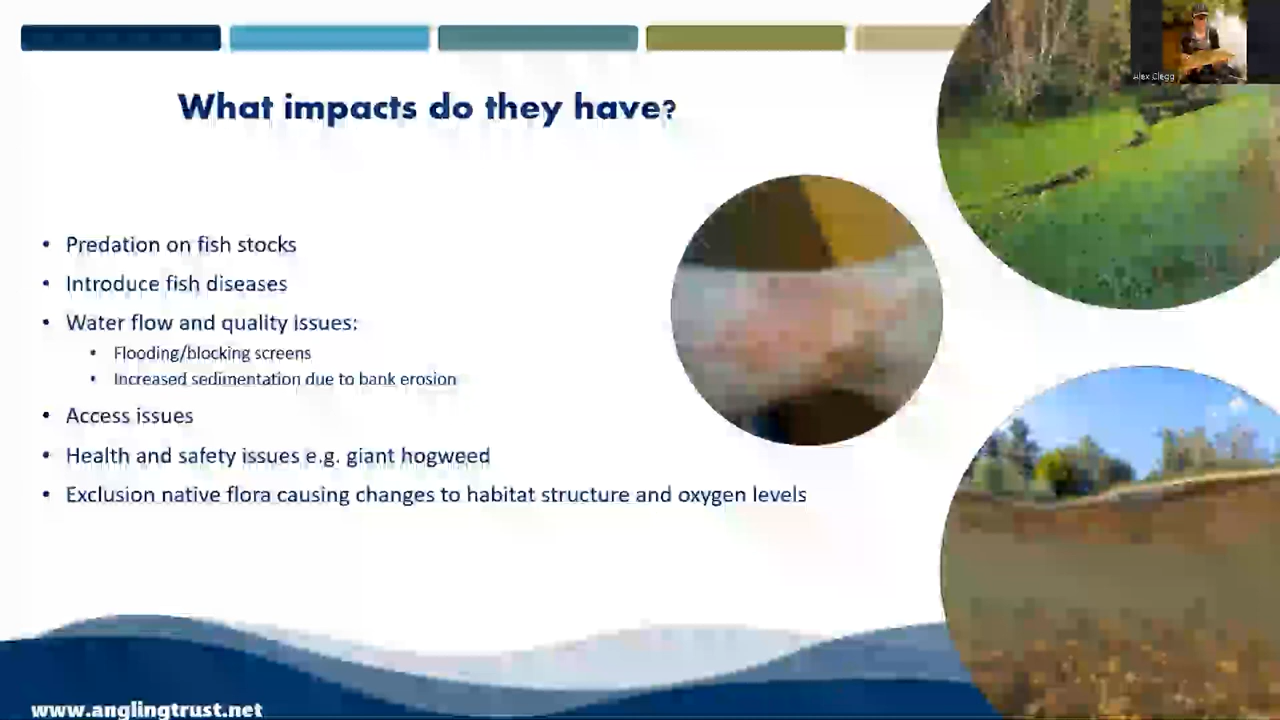 Alex Clegg
What impacts do they have?
• Predation on fish stocks
• Introduce fish diseases
• Water flow and quality issues:
• Flooding/blocking screens
• Increased sedimentation due to bank erosion
• Access issues
• Health and safety issues e.g. giant hogweed
• Exclusion native flora causing changes to habitat structure and oxygen levels
www.anglingtrust.net